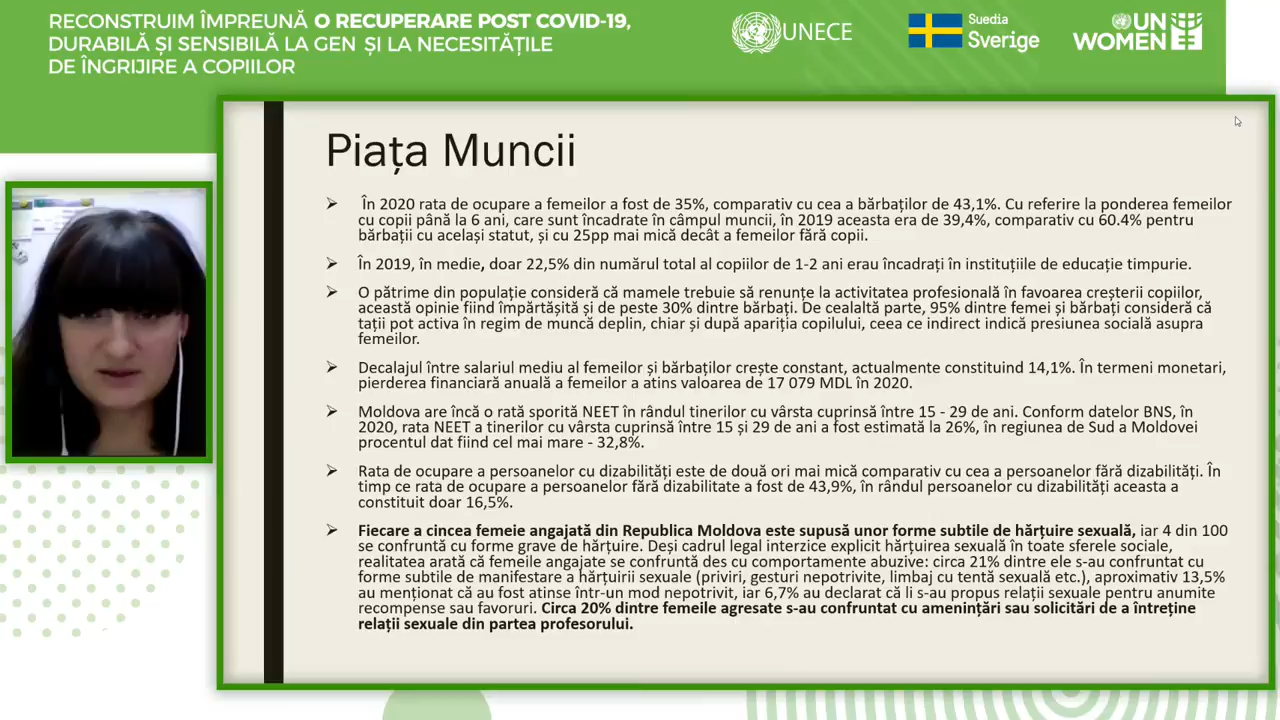 RECONSTRUIM ÎMPREUNĂ O RECUPERARE POST COVID-19,
DURABILĂ ȘI SENSIBILĂ LA GEN ȘI LA NECESITĂȚILE
DE ÎNGRIJIRE A COPIILOR
UNECE
Suedia
Sverige
UN
WOMEN
Piața Muncii
În 2020 rata de ocupare a femeilor a fost de 35%, comparativ cu cea a bărbaților de 43,1%. Cu referire la ponderea femeilor
cu copii până la 6 ani, care sunt încadrate în câmpul muncii, în 2019 aceasta era de 39,4%, comparativ cu 60.4% pentru
bărbații cu același statut, și cu 25pp mai mică decât a femeilor fără copii.
În 2019, în medie, doar 22,5% din numărul total al copiilor de 1-2 ani erau încadrați în instituțiile de educație timpurie.
O pătrime din populație consideră că mamele trebuie să renunțe la activitatea profesională în favoarea creșterii copiilor,
această opinie fiind împărtășită și de peste 30% dintre bărbați. De cealaltă parte, 95% dintre femei și bărbați consideră că
tații pot activa în regim de muncă deplin, chiar și după apariția copilului, ceea ce indirect indică presiunea socială asupra
femeilor.
Decalajul între salariul mediu al femeilor și bărbaților crește constant, actualmente constituind 14,1%. În termeni monetari,
pierderea financiară anuală a femeilor a atins valoarea de 17 079 MDL în 2020.
Moldova are încă o rată sporită NEET în rândul tinerilor cu vârsta cuprinsă între 15 - 29 de ani. Conform datelor BNS, în
2020, rata NEET a tinerilor cu vârsta cuprinsă între 15 și 29 de ani a fost estimată la 26%, în regiunea de Sud a Moldovei
procentul dat fiind cel mai mare - 32,8%.
Rata de ocupare a persoanelor cu dizabilități este de două ori mai mică comparativ cu cea a persoanelor fără dizabilități. În
timp ce rata de ocupare a persoanelor fără dizabilitate a fost de 43,9%, în rândul persoanelor cu dizabilități aceasta a
constituit doar 16,5%.
Fiecare a cincea femeie angajată din Republica Moldova este supusă unor forme subtile de hărțuire sexuală, iar 4 din 100
se confruntă cu forme grave de hărțuire. Deși cadrul legal interzice explicit hărțuirea sexuală în toate sferele sociale,
realitatea arată că femeile angajate se confruntă des cu comportamente abuzive: circa 21% dintre ele s-au confruntat cu
forme subtile de manifestare a hărțuirii sexuale (priviri, gesturi nepotrivite, limbaj cu tentă sexuală etc.), aproximativ 13,5%
au menționat că au fost atinse într-un mod nepotrivit, iar 6,7% au declarat că li s-au propus relații sexuale pentru anumite
recompense sau favoruri. Circa 20% dintre femeile agresate s-au confruntat cu amenințări sau solicitări de a întreține
relații sexuale din partea profesorului.